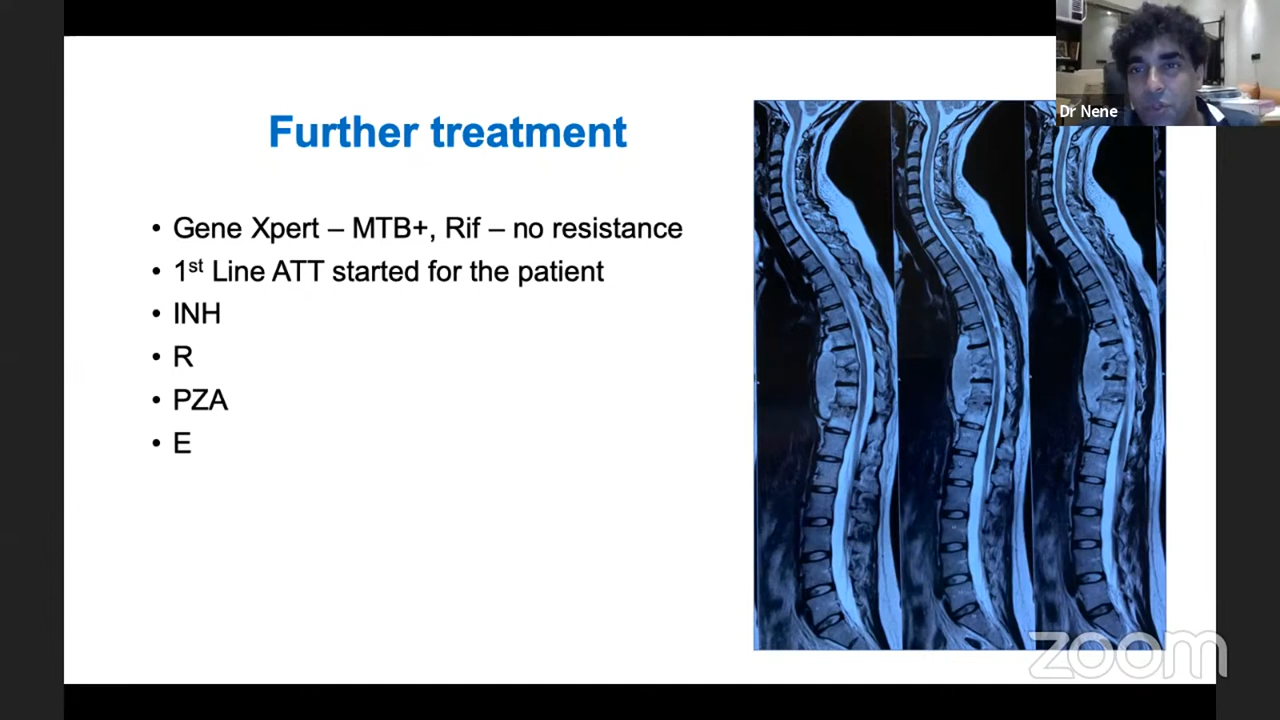 Dr Nene
Further treatment
• Gene Xpert – MTB+, Rif – no resistance
• 1st Line ATT started for the patient
• INH
• R
• PZA
• E
zoom